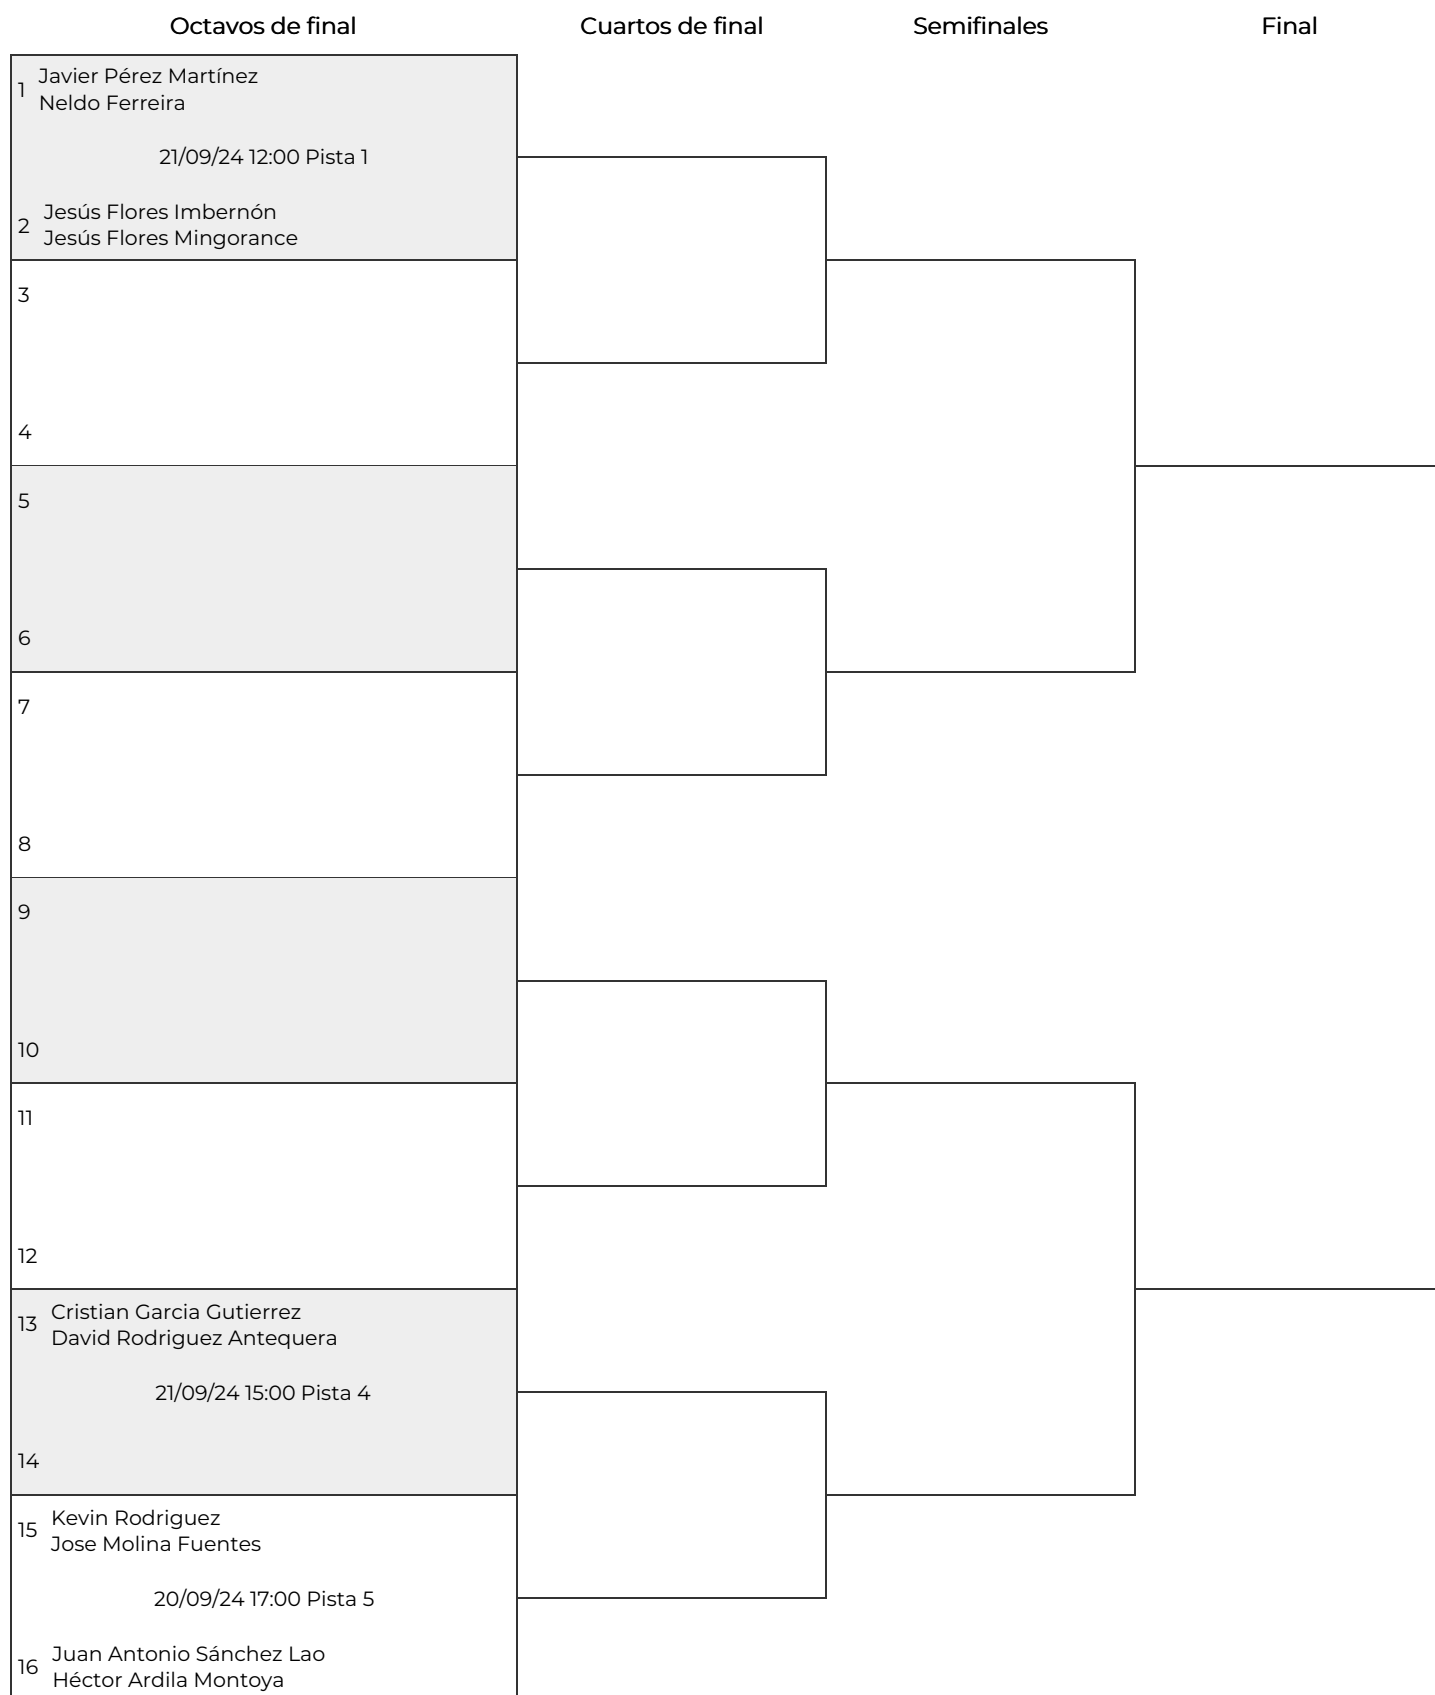 Octavos de final Cuartos de final Semifinales Final
1 Javier Pérez Martínez
Neldo Ferreira
21/09/24 12:00 Pista 1
2 Jesús Flores Imbernón
Jesús Flores Mingorance
3
4
5
6
7
8
9
10
11
12
13 Cristian Garcia Gutierrez
David Rodriguez Antequera
21/09/24 15:00 Pista 4
14
15 Kevin Rodriguez
Jose Molina Fuentes
20/09/24 17:00 Pista 5
16 Juan Antonio Sánchez Lao
Héctor Ardila Montoya